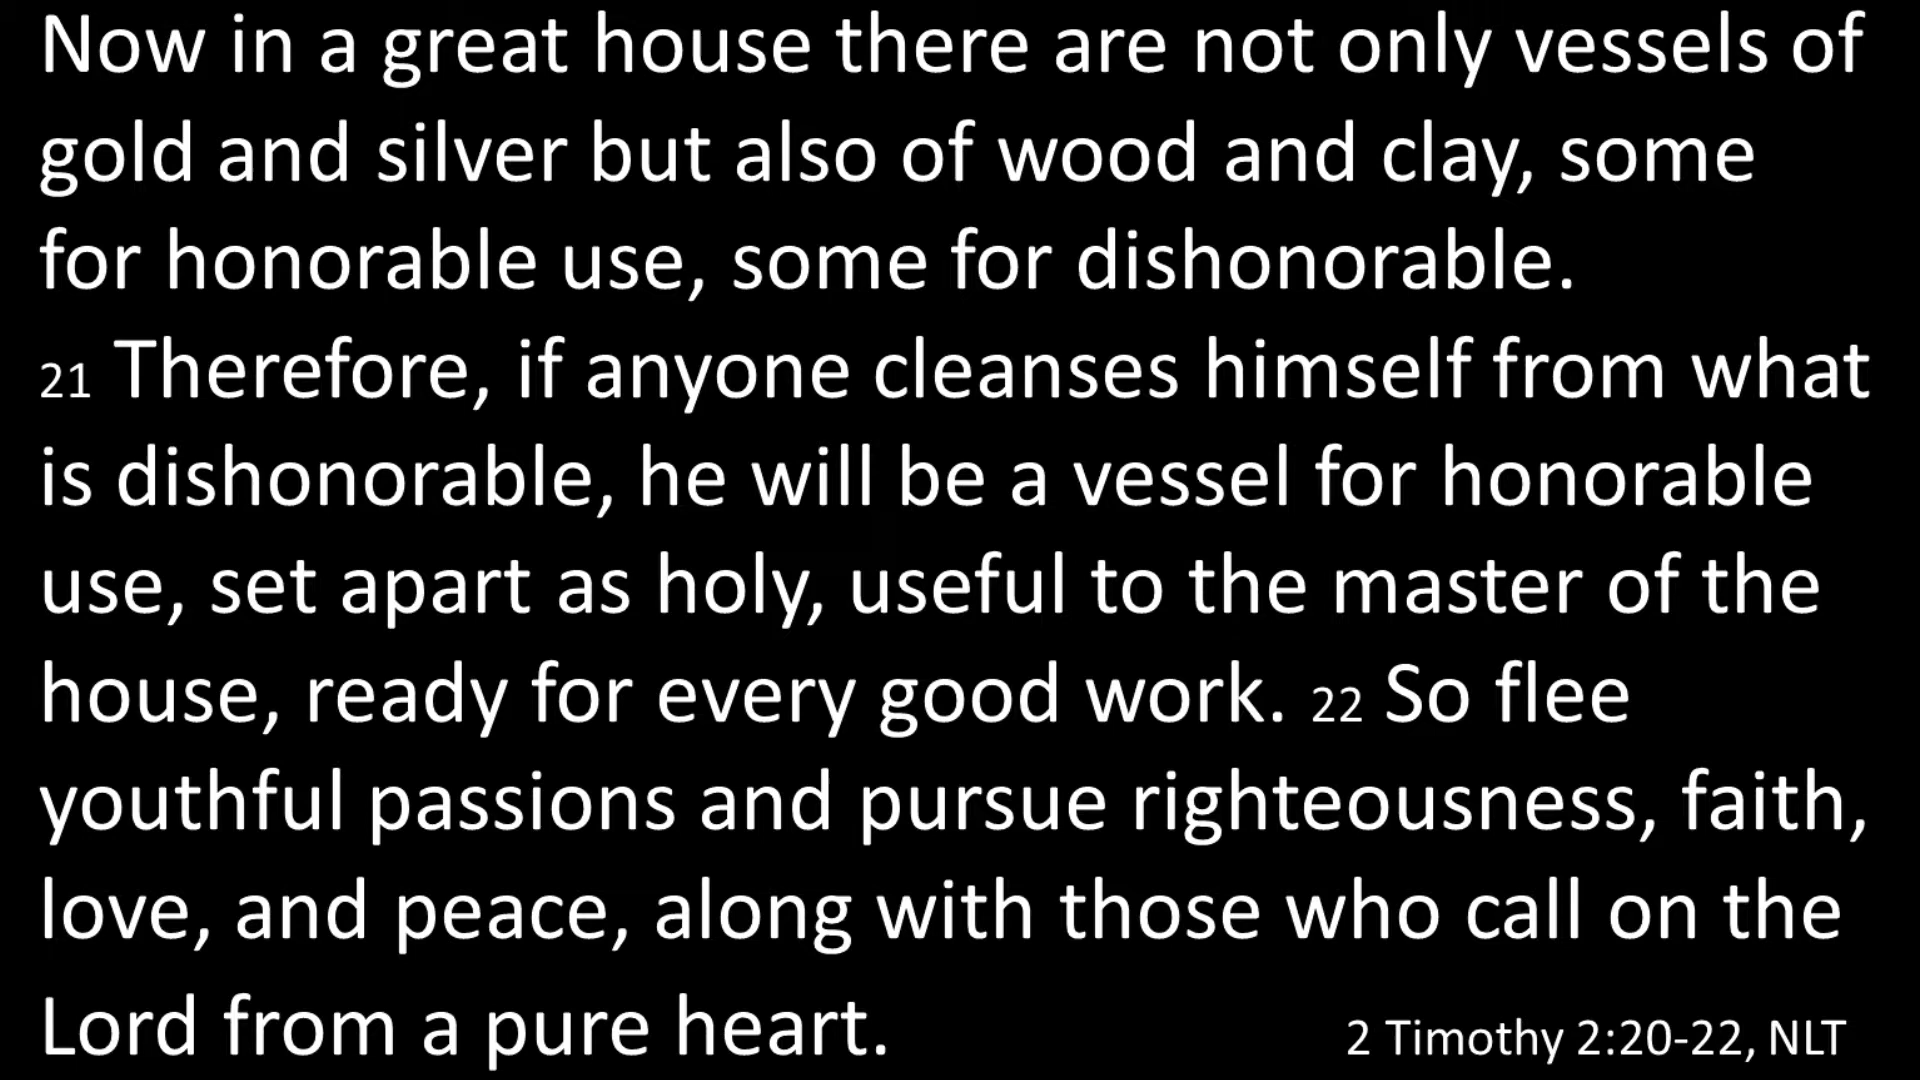 Now in a great house there are not only vessels of
gold and silver but also of wood and clay, some
for honorable use, some for dishonorable.
21 Therefore, if anyone cleanses himself from what
is dishonorable, he will be a vessel for honorable
use, set apart as holy, useful to the master of the
house, ready for every good work. 22 So flee
youthful passions and pursue righteousness, faith,
love, and peace, along with those who call on the
Lord from a pure heart. 2 Timothy 2:20-22, NLT